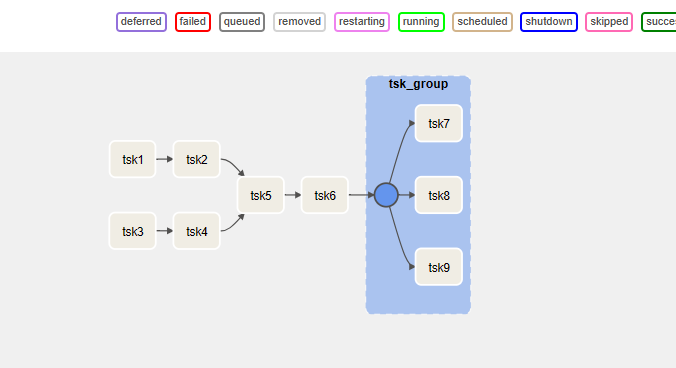 deferred failed queued removed restarting running scheduled shutdown skipped succes
tsk_group
tsk7
tsk1 tsk2
tsk5 tsk6 tsk8
tsk3 tsk4
tsk9